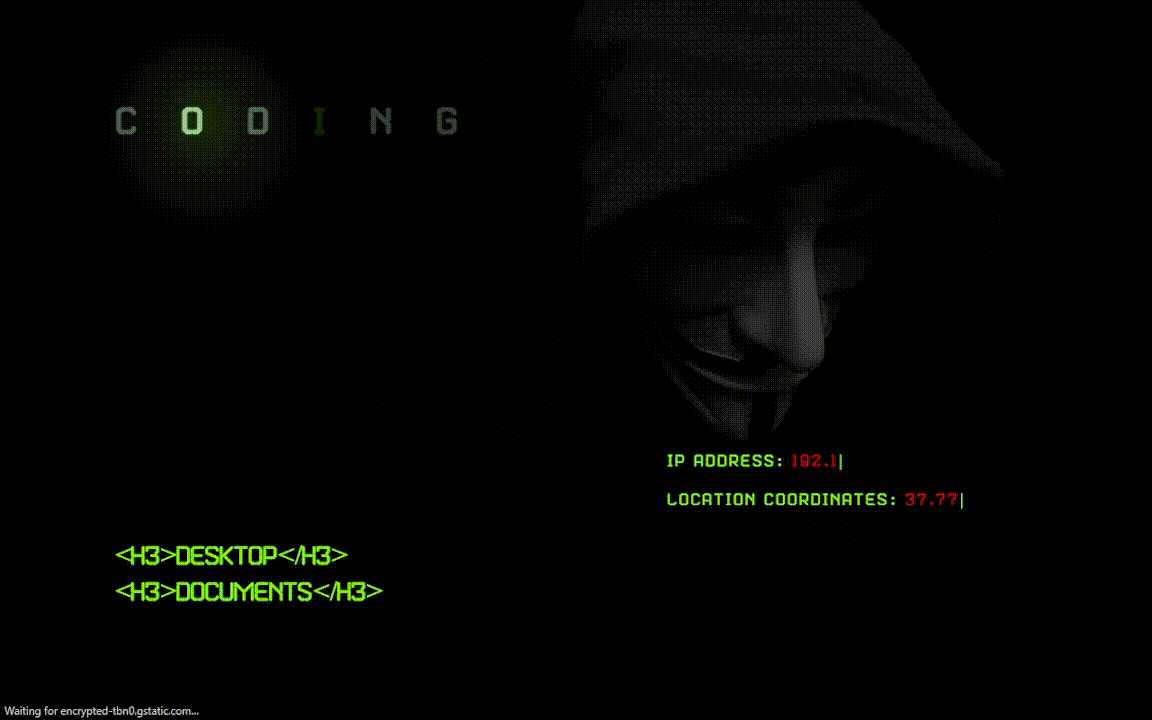 C O D I N G
IP ADDRESS: 192.1|
LOCATION COORDINATES: 37.77|
<H3>DESKTOP</H3>
<H3>DOCUMENTS</H3>
Waiting for encrypted-tbn0.gstatic.com...